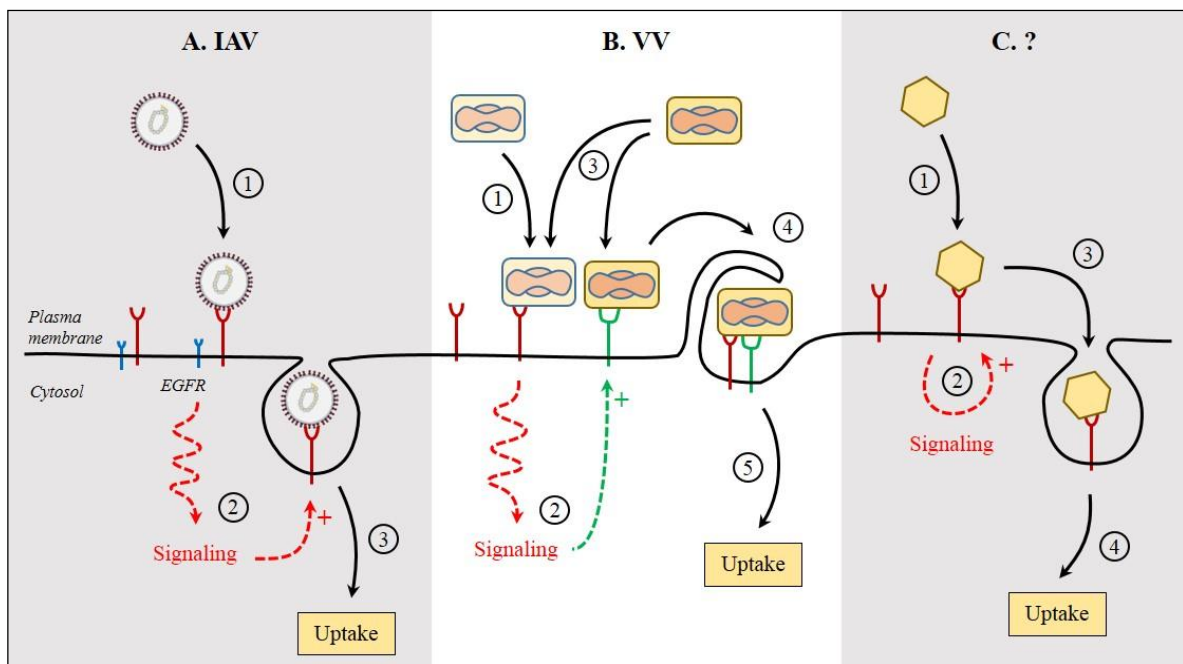 A. IAV
B. VV
C. ?
1
Plasma
membrane
Cytosol
EGFR
2
Signaling
+
3
Uptake
1
3
4
2
Signaling
+
5
Uptake
1
3
2
+
Signaling
4
Uptake